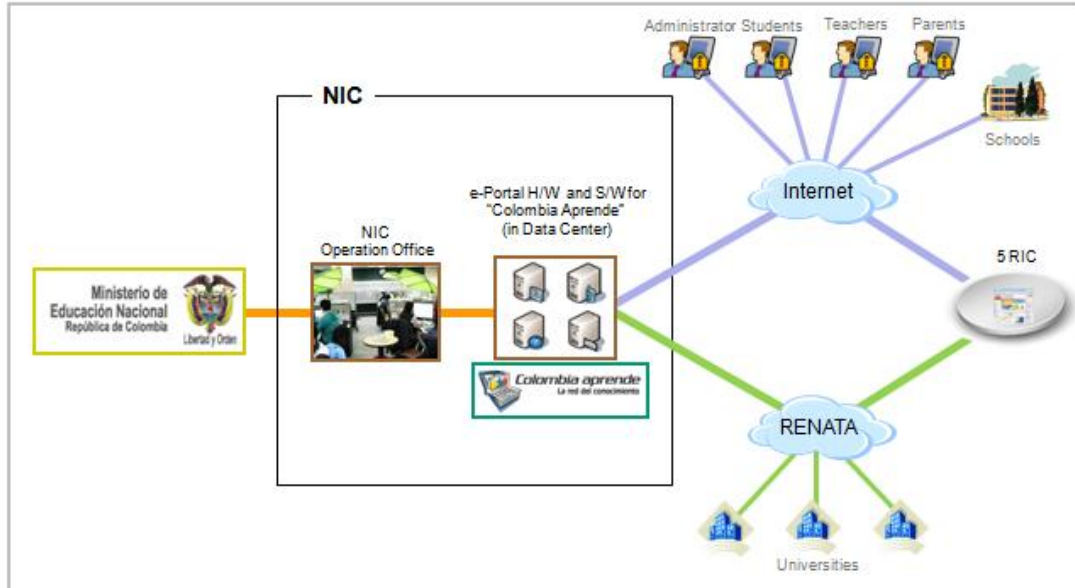 Administrator Students Teachers Parents
Schools
NIC
Internet
e-Portal H/W and S/W for
"Colombia Aprende"
(in Data Center)
NIC
Operation Office
5 RIC
Ministerio de
Educación Nacional
República de Colombia
Libertad y Orden
Colombia aprende
La red del conocimiento
RENATA
Universities